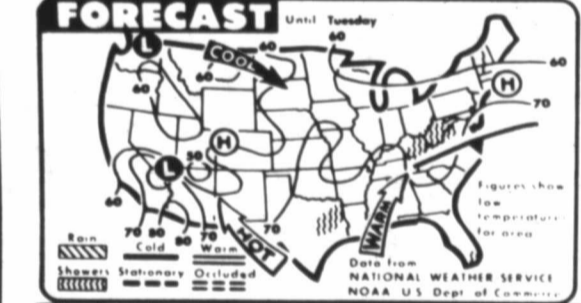 FORECAST Until Tuesday
60
L COOL 60 60
60 60 H
60 70
H
50
L
60
70 80 80 70 HOT 70 WARM
Figures show
low
temperatures
for area
Rain Cold Warm
Showers Stationary Occluded
Data from
NATIONAL WEATHER SERVICE
NOAA U S Dept of Commerce